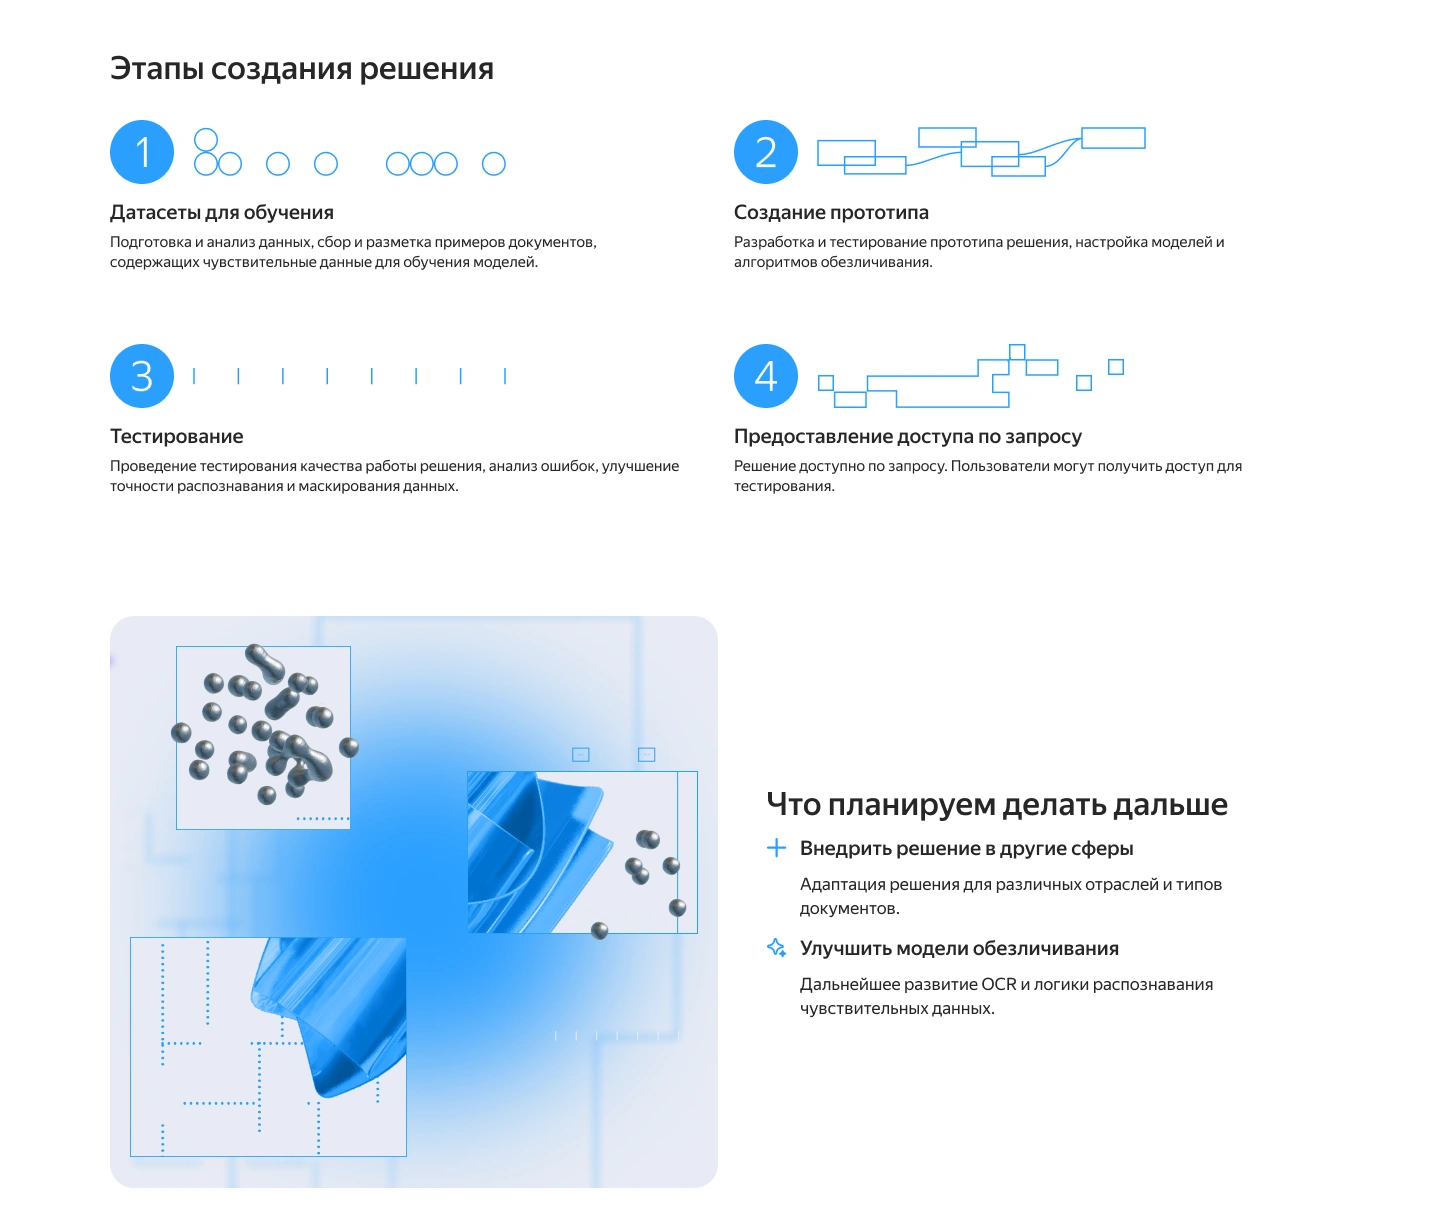 Этапы создания решения
1
Датасеты для обучения
Подготовка и анализ данных, сбор и разметка примеров документов,
содержащих чувствительные данные для обучения моделей.
2
Создание прототипа
Разработка и тестирование прототипа решения, настройка моделей и
алгоритмов обезличивания.
3
Тестирование
Проведение тестирования качества работы решения, анализ ошибок, улучшение
точности распознавания и маскирования данных.
4
Предоставление доступа по запросу
Решение доступно по запросу. Пользователи могут получить доступ для
тестирования.
Что планируем делать дальше
Внедрить решение в другие сферы
Адаптация решения для различных отраслей и типов
документов.
Улучшить модели обезличивания
Дальнейшее развитие OCR и логики распознавания
чувствительных данных.